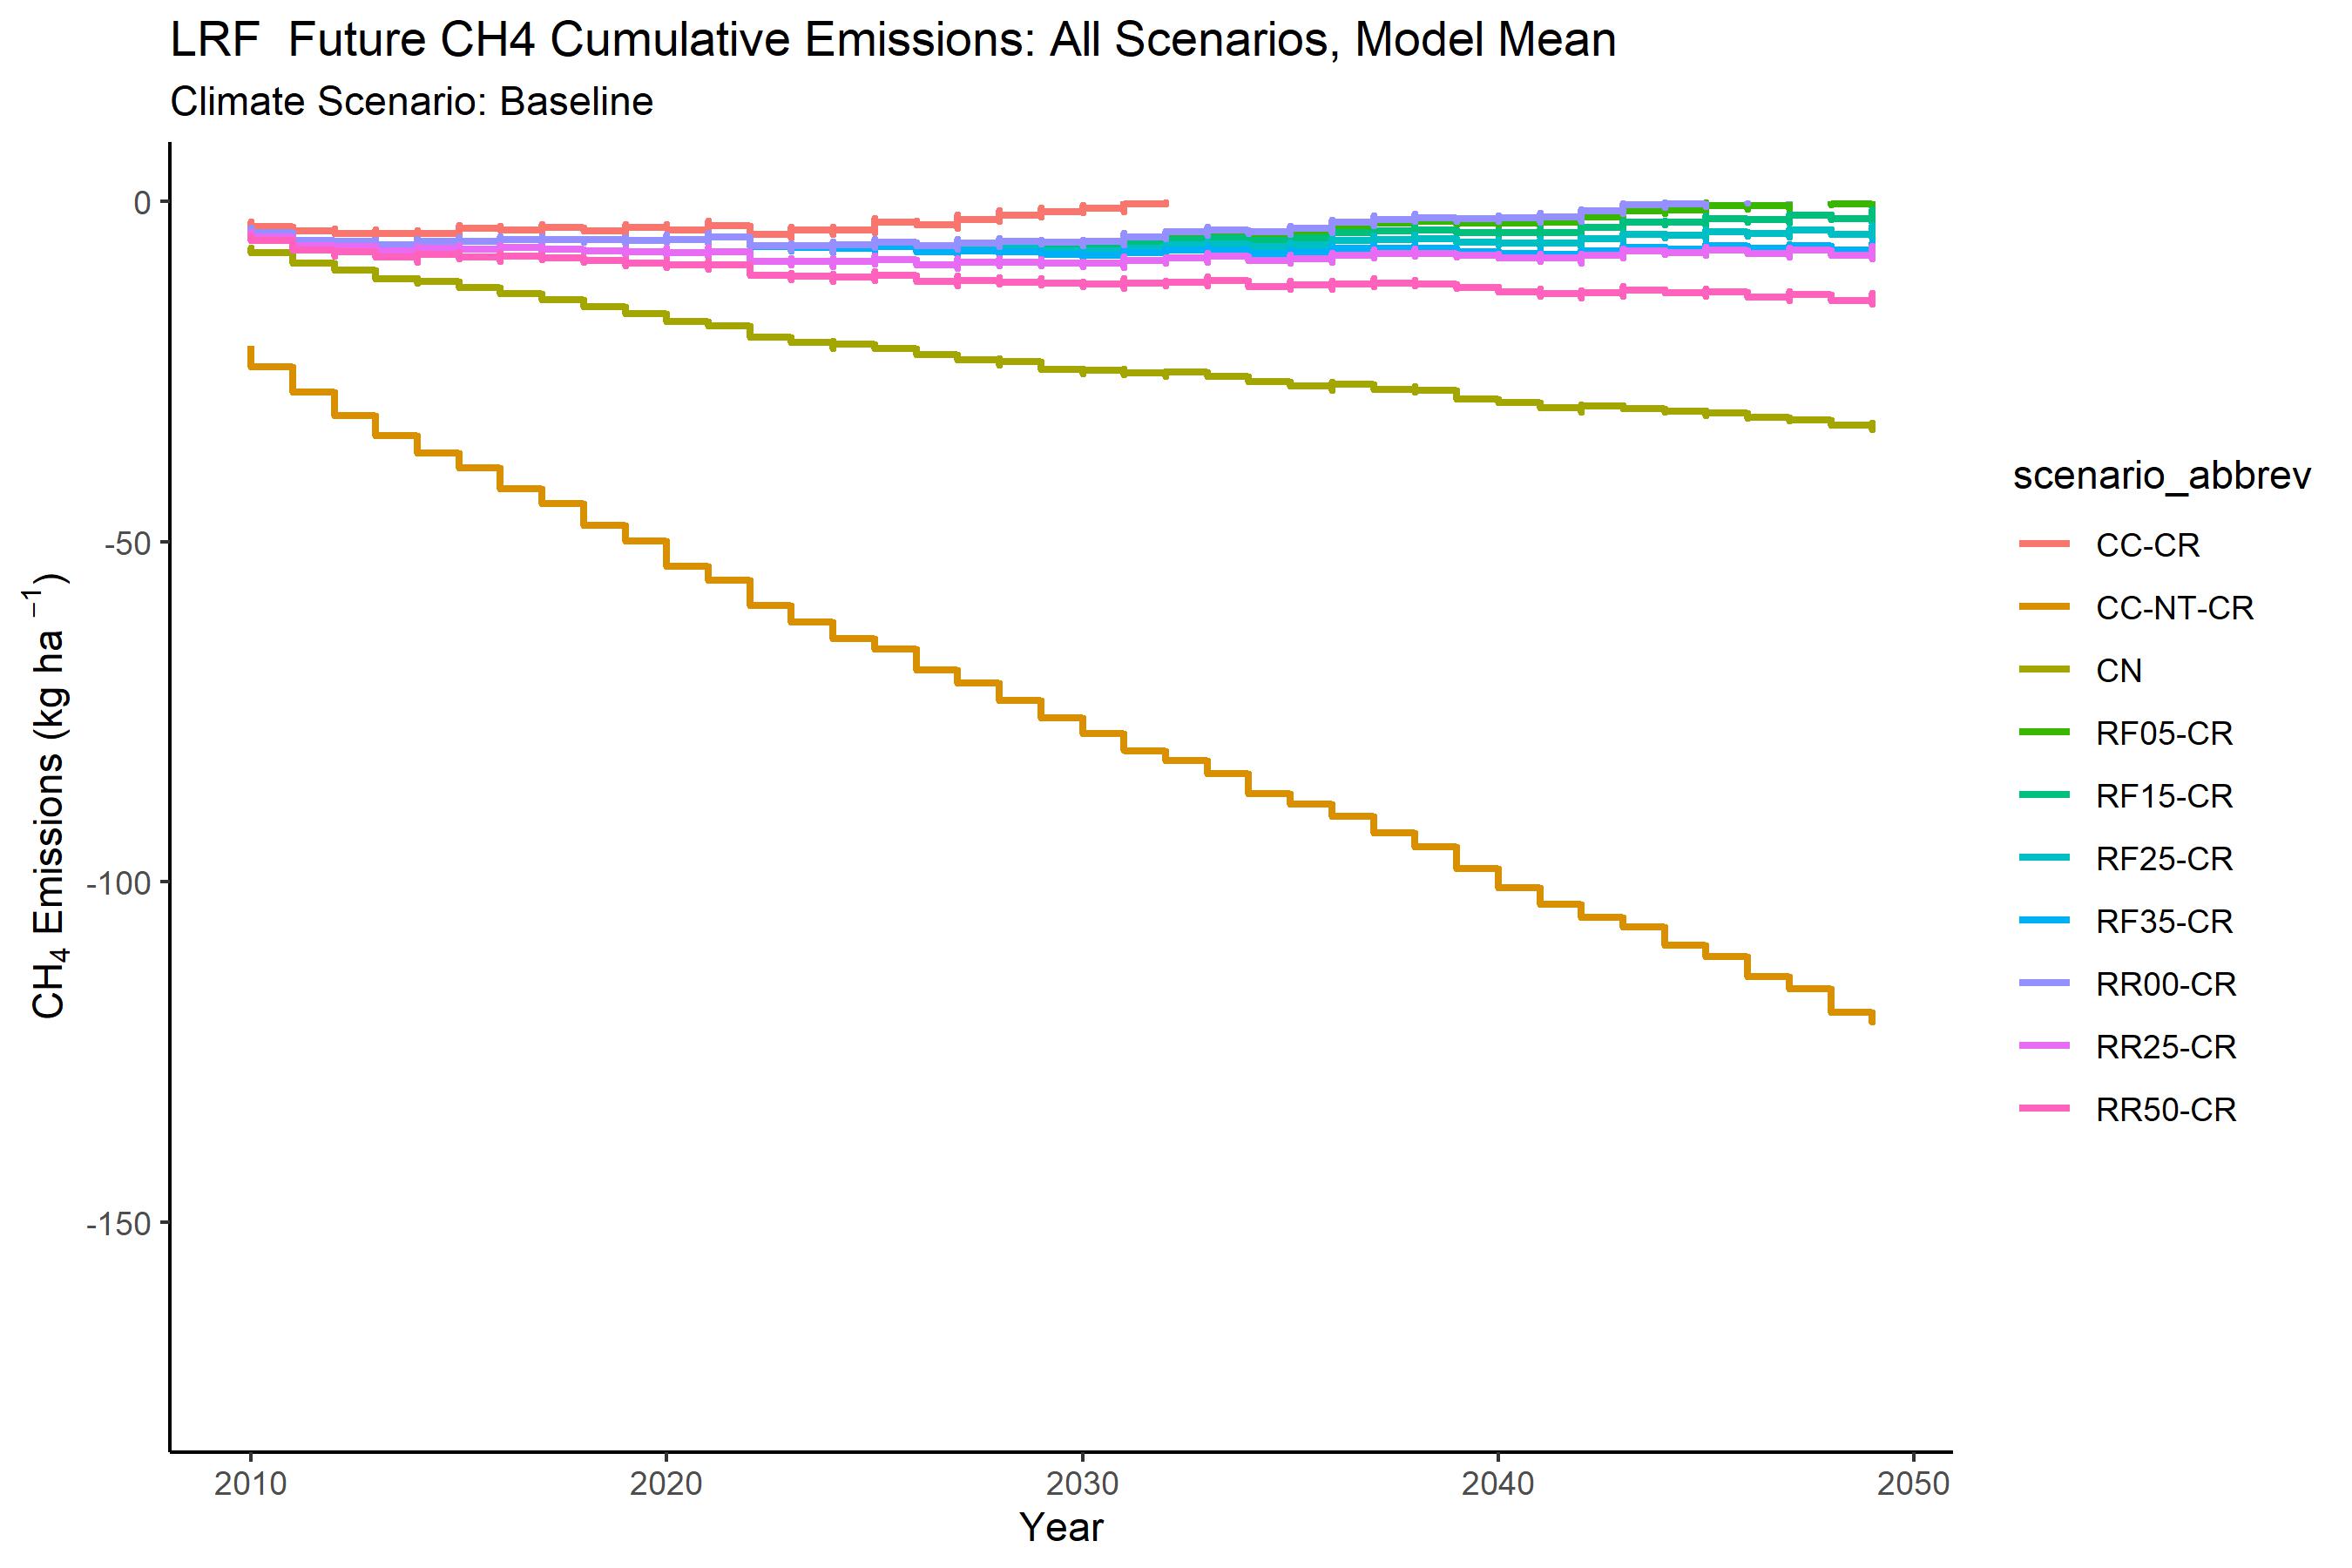 LRF  Future CH4 Cumulative Emissions: All Scenarios, Model Mean
Climate Scenario: Baseline
0
-50
-100
-150
CH₄ Emissions (kg ha ⁻¹)
2010 2020 2030 2040 2050
Year
scenario_abbrev
CC-CR
CC-NT-CR
CN
RF05-CR
RF15-CR
RF25-CR
RF35-CR
RR00-CR
RR25-CR
RR50-CR